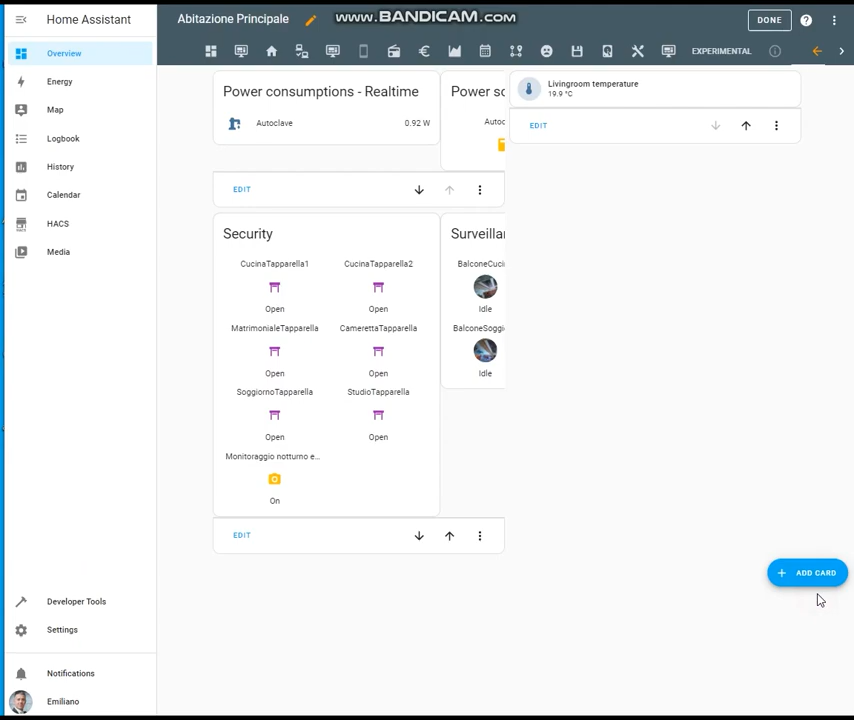 Home Assistant
Abitazione Principale
www.BANDICAM.com
DONE
EXPERIMENTAL
Overview
Energy
Map
Logbook
History
Calendar
HACS
HACS
Media
Developer Tools
Settings
Notifications
Emiliano
Power consumptions - Realtime
Autoclave
0.92 W
Power sc
Autoc
EDIT
Livingroom temperature
19.9 °C
EDIT
Security
CucinaTapparella1
CucinaTapparella2
Open
Open
MatrimonialeTapparella
CamerettaTapparella
Open
Open
SoggiornoTapparella
StudioTapparella
Open
Open
Monitoraggio notturno e...
On
Surveillar
BalconeCuci
Idle
BalconeSoggi
Idle
EDIT
ADD CARD